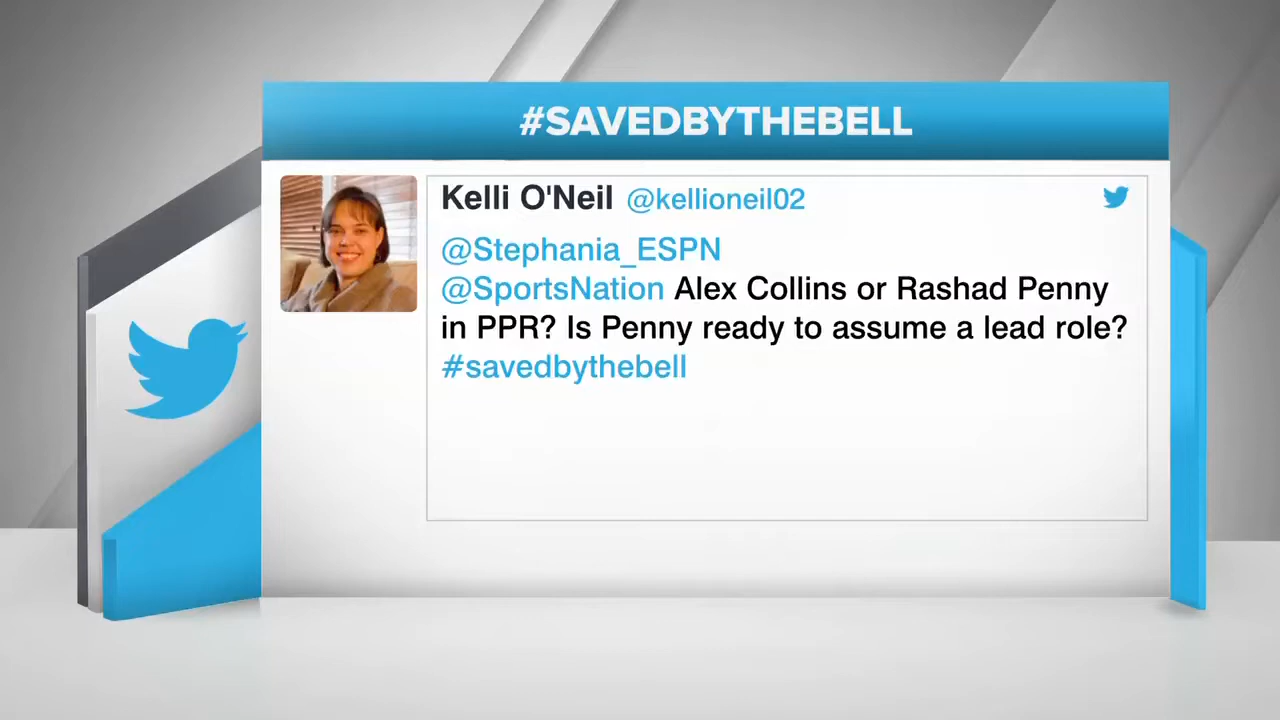 #SAVEDBYTHEBELL
Kelli O'Neil @kellioneil02
@Stephania_ESPN
@SportsNation Alex Collins or Rashad Penny
in PPR? Is Penny ready to assume a lead role?
#savedbythebell